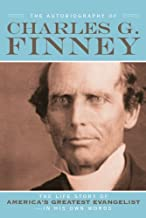 THE AUTOBIOGRAPHY OF
CHARLES G.
FINNEY
THE LIFE STORY OF
AMERICA'S GREATEST EVANGELIST
—IN HIS OWN WORDS